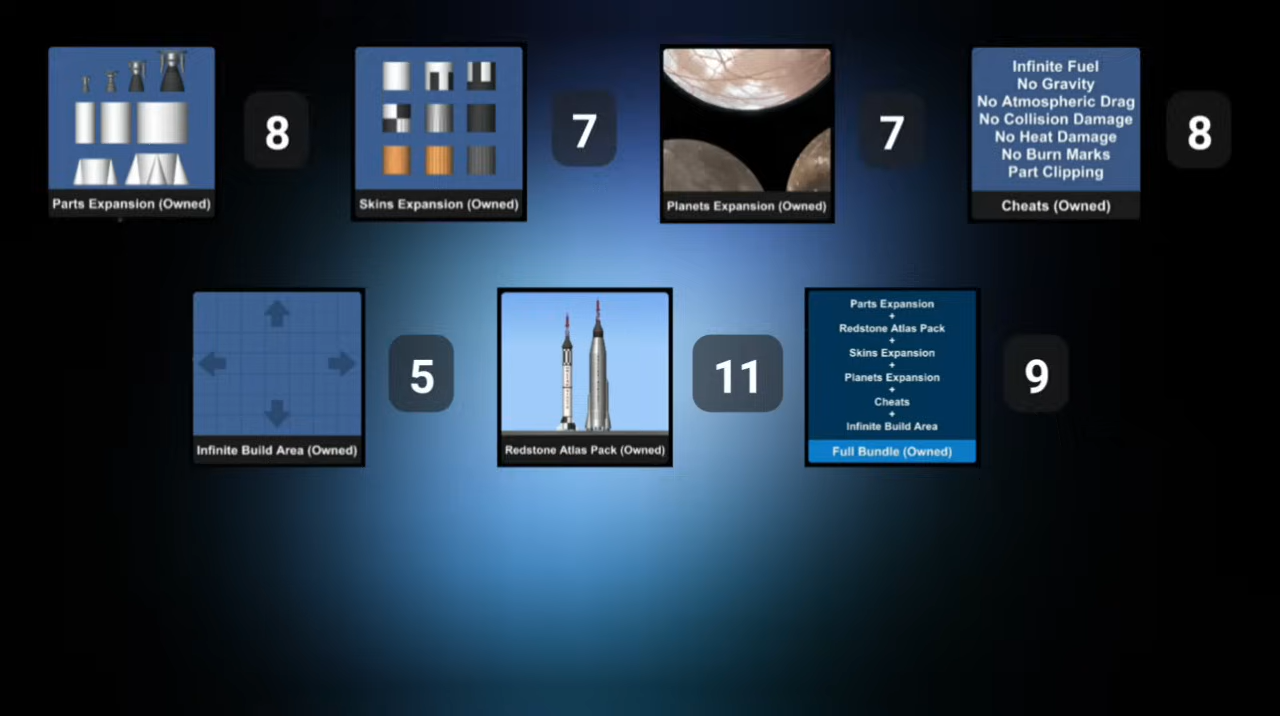 8
7
7
Infinite Fuel
No Gravity
No Atmospheric Drag
No Collision Damage
No Heat Damage
No Burn Marks
Part Clipping
8
Parts Expansion (Owned)
Skins Expansion (Owned)
Planets Expansion (Owned)
Cheats (Owned)
5
11
Parts Expansion
+
Redstone Atlas Pack
+
Skins Expansion
+
Planets Expansion
+
Cheats
+
Infinite Build Area
9
Infinite Build Area (Owned)
Redstone Atlas Pack (Owned)
Full Bundle (Owned)